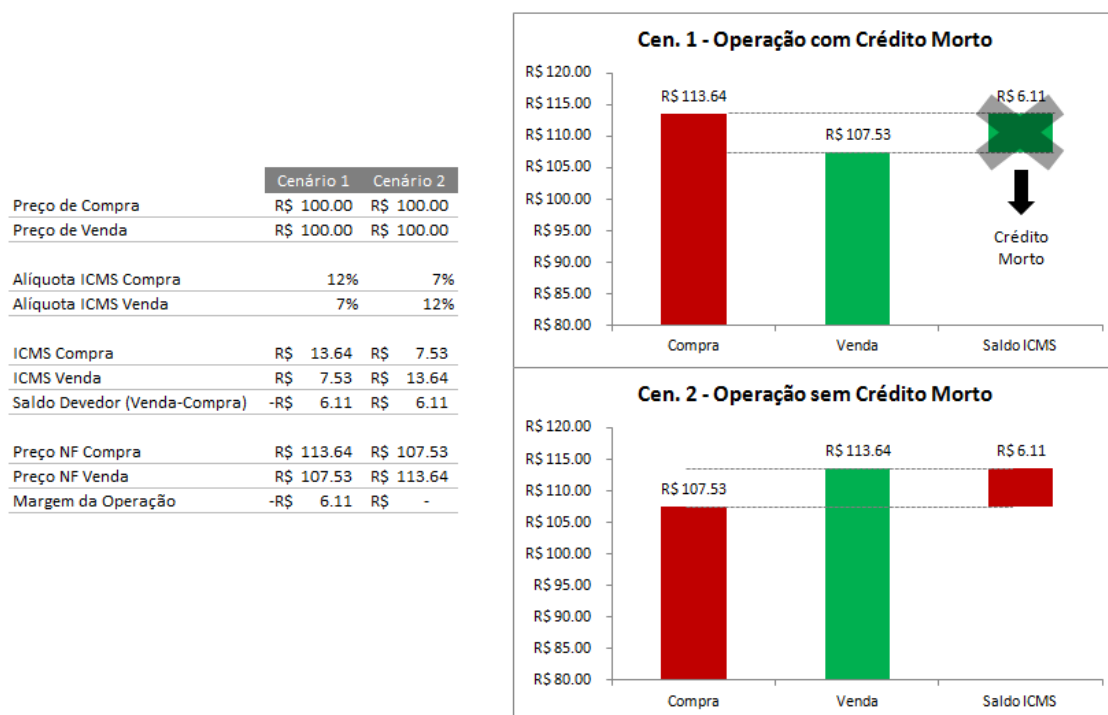 Cenário 1 Cenário 2
Preço de Compra R$ 100.00 R$ 100.00
Preço de Venda R$ 100.00 R$ 100.00
Alíquota ICMS Compra 12% 7%
Alíquota ICMS Venda 7% 12%
ICMS Compra R$ 13.64 R$ 7.53
ICMS Venda R$ 7.53 R$ 13.64
Saldo Devedor (Venda-Compra) -R$ 6.11 R$ 6.11
Preço NF Compra R$ 113.64 R$ 107.53
Preço NF Venda R$ 107.53 R$ 113.64
Margem da Operação -R$ 6.11 R$ -
Cen. 1 - Operação com Crédito Morto
R$ 120.00
R$ 115.00
R$ 110.00
R$ 105.00
R$ 100.00
R$ 95.00
R$ 90.00
R$ 85.00
R$ 80.00
R$ 113.64
R$ 107.53
R$ 6.11
Crédito
Morto
Compra Venda Saldo ICMS
Cen. 2 - Operação sem Crédito Morto
R$ 120.00
R$ 115.00
R$ 110.00
R$ 105.00
R$ 100.00
R$ 95.00
R$ 90.00
R$ 85.00
R$ 80.00
R$ 107.53
R$ 113.64
R$ 6.11
Compra Venda Saldo ICMS